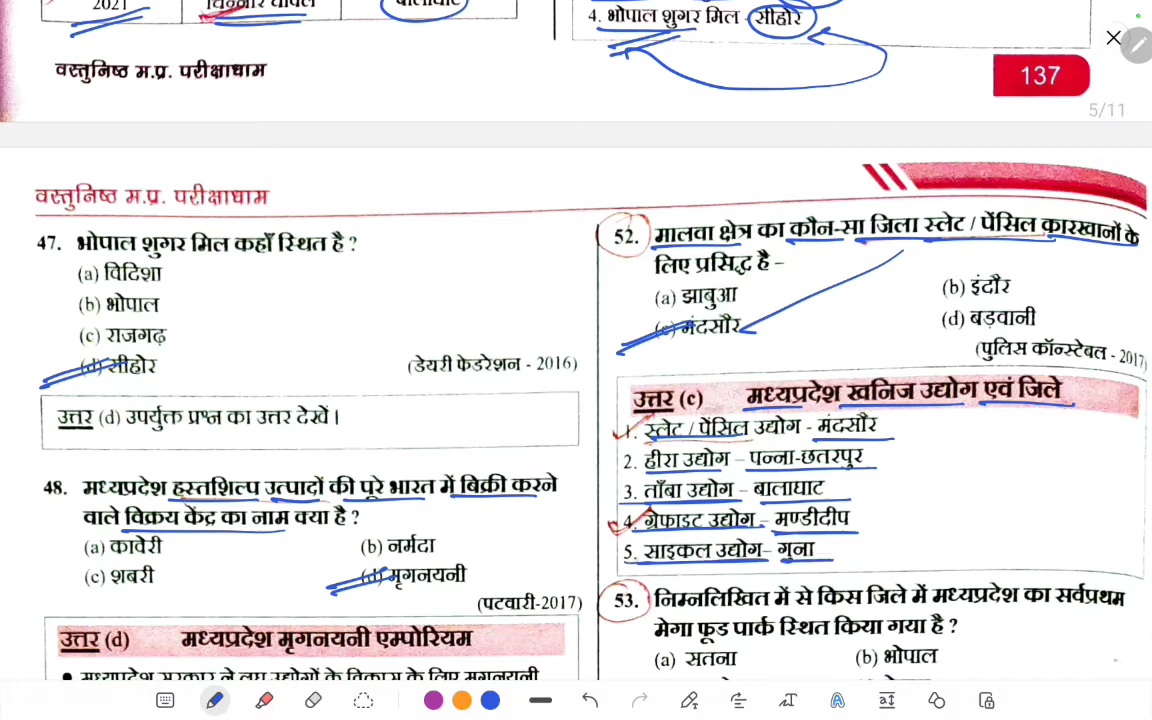 2021
4. भोपाल शुगर मिल - सीहोर
वस्तुनिष्ठ म.प्र. परीक्षाधाम
137
5/11
वस्तुनिष्ठ म.प्र. परीक्षाधाम
47. भोपाल शुगर मिल कहाँ स्थित है ?
(a) विदिशा
(b) भोपाल
(c) राजगढ़
(d) सीहोर
(डेयरी फेडरेशन - 2016)
उत्तर (d) उपर्युक्त प्रश्न का उत्तर देखें।
48. मध्यप्रदेश हस्तशिल्प उत्पादों की पूरे भारत में बिक्री करने
वाले विक्रय केंद्र का नाम क्या है ?
(a) कावेरी (b) नर्मदा
(c) शबरी (d) मृगनयनी
(पटवारी-2017)
उत्तर (d) मध्यप्रदेश मृगनयनी एम्पोरियम
52. मालवा क्षेत्र का कौन-सा जिला स्लेट / पेंसिल कारखानों के
लिए प्रसिद्ध है -
(a) झाबुआ (b) इंदौर
(c) मंदसौर (d) बड़वानी
(पुलिस कॉन्स्टेबल - 2017)
उत्तर (c) मध्यप्रदेश खनिज उद्योग एवं जिले
1. स्लेट / पेंसिल उद्योग - मंदसौर
2. हीरा उद्योग - पन्ना-छतरपुर
3. ताँबा उद्योग - बालाघाट
4. ग्रेफाइट उद्योग - मण्डीदीप
5. साइकल उद्योग- गुना
53. निम्नलिखित में से किस जिले में मध्यप्रदेश का सर्वप्रथम
मेगा फूड पार्क स्थित किया गया है ?
(a) सतना (b) भोपाल